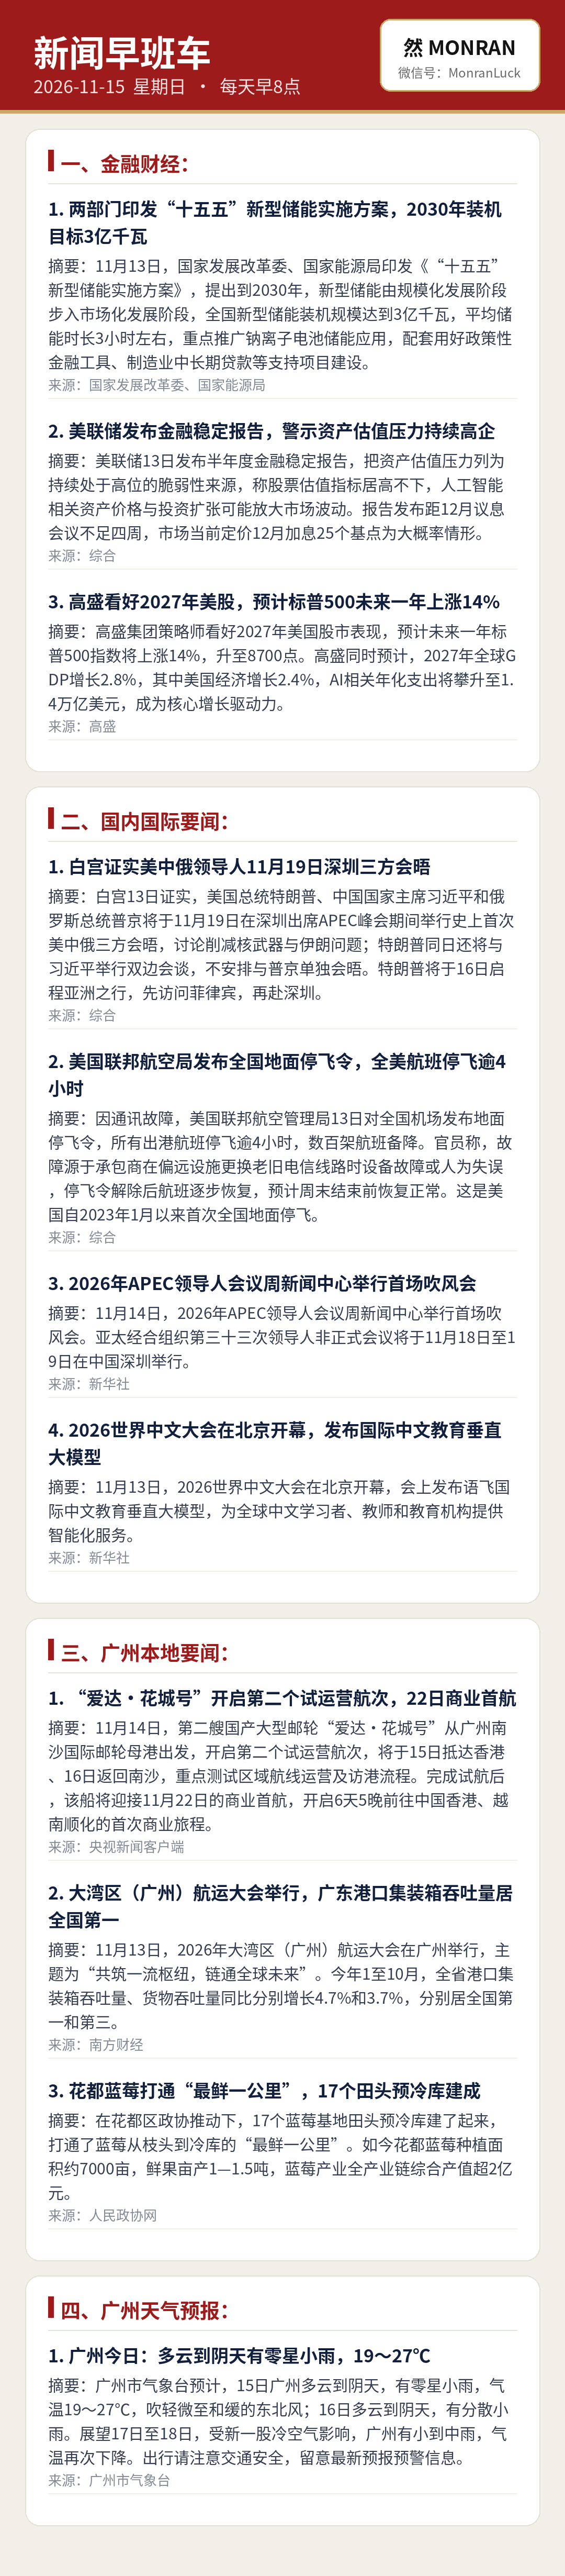 新闻早班车
2026-11-15 星期日 · 每天早8点
然 MONRAN
微信号：MonranLuck
一、金融财经：
1. 两部门印发“十五五”新型储能实施方案，2030年装机
目标3亿千瓦
摘要：11月13日，国家发展改革委、国家能源局印发《“十五五”
新型储能实施方案》，提出到2030年，新型储能由规模化发展阶段
步入市场化发展阶段，全国新型储能装机规模达到3亿千瓦，平均储
能时长3小时左右，重点推广钠离子电池储能应用，配套用好政策性
金融工具、制造业中长期贷款等支持项目建设。
来源：国家发展改革委、国家能源局
2. 美联储发布金融稳定报告，警示资产估值压力持续高企
摘要：美联储13日发布半年度金融稳定报告，把资产估值压力列为
持续处于高位的脆弱性来源，称股票估值指标居高不下，人工智能
相关资产价格与投资扩张可能放大市场波动。报告发布距12月议息
会议不足四周，市场当前定价12月加息25个基点为大概率情形。
来源：综合
3. 高盛看好2027年美股，预计标普500未来一年上涨14%
摘要：高盛集团策略师看好2027年美国股市表现，预计未来一年标
普500指数将上涨14%，升至8700点。高盛同时预计，2027年全球G
DP增长2.8%，其中美国经济增长2.4%，AI相关年化支出将攀升至1.
4万亿美元，成为核心增长驱动力。
来源：高盛
二、国内国际要闻：
1. 白宫证实美中俄领导人11月19日深圳三方会晤
摘要：白宫13日证实，美国总统特朗普、中国国家主席习近平和俄
罗斯总统普京将于11月19日在深圳出席APEC峰会期间举行史上首次
美中俄三方会晤，讨论削减核武器与伊朗问题；特朗普同日还将与
习近平举行双边会谈，不安排与普京单独会晤。特朗普将于16日启
程亚洲之行，先访问菲律宾，再赴深圳。
来源：综合
2. 美国联邦航空局发布全国地面停飞令，全美航班停飞逾4
小时
摘要：因通讯故障，美国联邦航空管理局13日对全国机场发布地面
停飞令，所有出港航班停飞逾4小时，数百架航班备降。官员称，故
障源于承包商在偏远设施更换老旧电信线路时设备故障或人为失误
，停飞令解除后航班逐步恢复，预计周末结束前恢复正常。这是美
国自2023年1月以来首次全国地面停飞。
来源：综合
3. 2026年APEC领导人会议周新闻中心举行首场吹风会
摘要：11月14日，2026年APEC领导人会议周新闻中心举行首场吹
风会。亚太经合组织第三十三次领导人非正式会议将于11月18日至1
9日在中国深圳举行。
来源：新华社
4. 2026世界中文大会在北京开幕，发布国际中文教育垂直
大模型
摘要：11月13日，2026世界中文大会在北京开幕，会上发布语飞国
际中文教育垂直大模型，为全球中文学习者、教师和教育机构提供
智能化服务。
来源：新华社
三、广州本地要闻：
1. “爱达·花城号”开启第二个试运营航次，22日商业首航
摘要：11月14日，第二艘国产大型邮轮“爱达·花城号”从广州南
沙国际邮轮母港出发，开启第二个试运营航次，将于15日抵达香港
、16日返回南沙，重点测试区域航线运营及访港流程。完成试航后
，该船将迎接11月22日的商业首航，开启6天5晚前往中国香港、越
南顺化的首次商业旅程。
来源：央视新闻客户端
2. 大湾区（广州）航运大会举行，广东港口集装箱吞吐量居
全国第一
摘要：11月13日，2026年大湾区（广州）航运大会在广州举行，主
题为“共筑一流枢纽，链通全球未来”。今年1至10月，全省港口集
装箱吞吐量、货物吞吐量同比分别增长4.7%和3.7%，分别居全国第
一和第三。
来源：南方财经
3. 花都蓝莓打通“最鲜一公里”，17个田头预冷库建成
摘要：在花都区政协推动下，17个蓝莓基地田头预冷库建了起来，
打通了蓝莓从枝头到冷库的“最鲜一公里”。如今花都蓝莓种植面
积约7000亩，鲜果亩产1—1.5吨，蓝莓产业全产业链综合产值超2亿
元。
来源：人民政协网
四、广州天气预报：
1. 广州今日：多云到阴天有零星小雨，19～27℃
摘要：广州市气象台预计，15日广州多云到阴天，有零星小雨，气
温19～27℃，吹轻微至和缓的东北风；16日多云到阴天，有分散小
雨。展望17日至18日，受新一股冷空气影响，广州有小到中雨，气
温再次下降。出行请注意交通安全，留意最新预报预警信息。
来源：广州市气象台